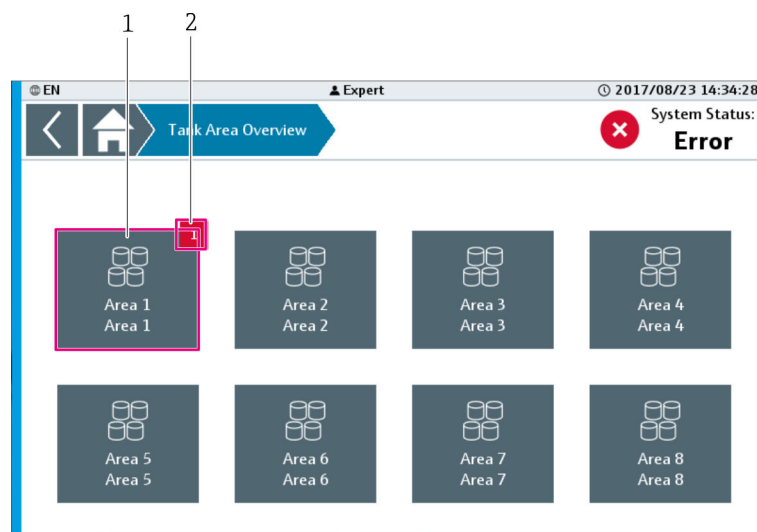 1 2
EN Expert 2017/08/23 14:34:28
Tank Area Overview
System Status:
Error
1
Area 1
Area 1
Area 2
Area 2
Area 3
Area 3
Area 4
Area 4
Area 5
Area 5
Area 6
Area 6
Area 7
Area 7
Area 8
Area 8